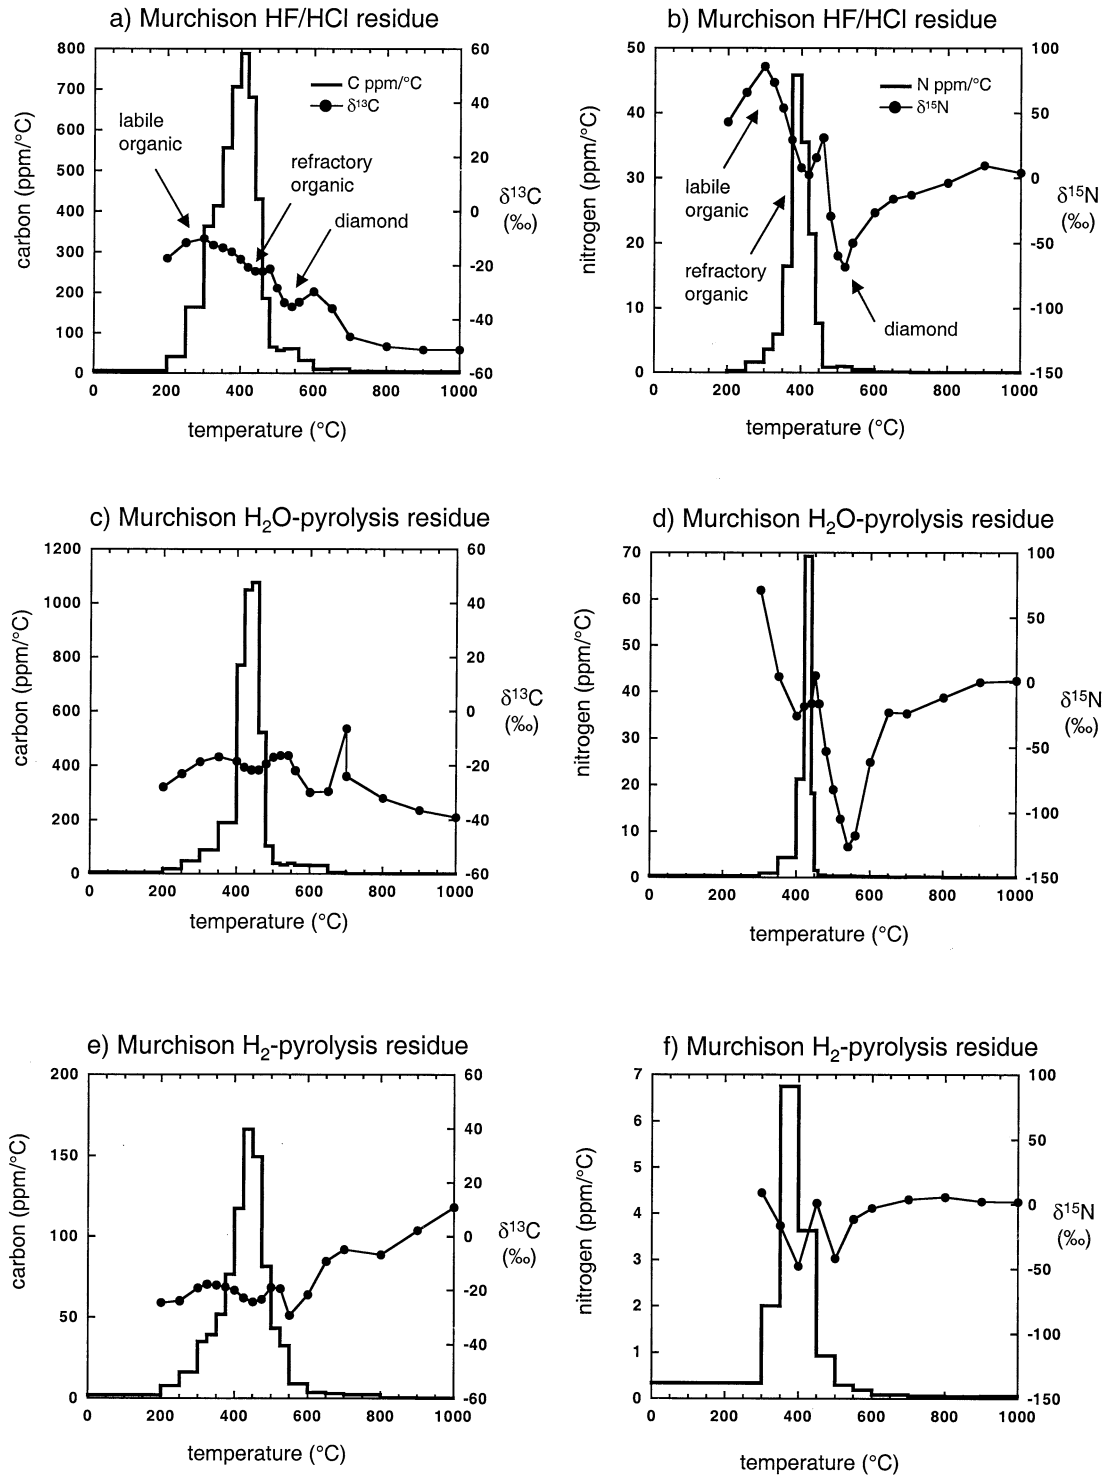 a) Murchison HF/HCl residue
800
700
600
500
400
300
200
100
0
60
40
20
0
-20
-40
-60
0 200 400 600 800 1000
carbon (ppm/°C)
δ¹³C
(‰)
temperature (°C)
C ppm/°C
δ¹³C
labile
organic
refractory
organic
diamond
b) Murchison HF/HCl residue
50
40
30
20
10
0
100
50
0
-50
-100
-150
0 200 400 600 800 1000
nitrogen (ppm/°C)
δ¹⁵N
(‰)
temperature (°C)
N ppm/°C
δ¹⁵N
labile
organic
refractory
organic
diamond
c) Murchison H₂O-pyrolysis residue
1200
1000
800
600
400
200
0
60
40
20
0
-20
-40
-60
0 200 400 600 800 1000
carbon (ppm/°C)
δ¹³C
(‰)
temperature (°C)
d) Murchison H₂O-pyrolysis residue
70
60
50
40
30
20
10
0
100
50
0
-50
-100
-150
0 200 400 600 800 1000
nitrogen (ppm/°C)
δ¹⁵N
(‰)
temperature (°C)
e) Murchison H₂-pyrolysis residue
200
150
100
50
0
60
40
20
0
-20
-40
-60
0 200 400 600 800 1000
carbon (ppm/°C)
δ¹³C
(‰)
temperature (°C)
f) Murchison H₂-pyrolysis residue
7
6
5
4
3
2
1
0
100
50
0
-50
-100
-150
0 200 400 600 800 1000
nitrogen (ppm/°C)
δ¹⁵N
(‰)
temperature (°C)